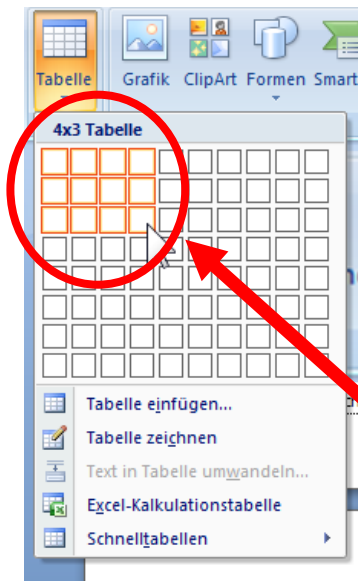 Tabelle Grafik ClipArt Formen Smart
4x3 Tabelle
Tabelle einfügen...
Tabelle zeichnen
Text in Tabelle umwandeln...
Excel-Kalkulationstabelle
Schnelltabellen